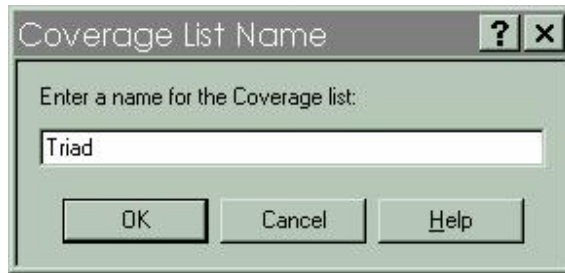 Coverage List Name ? ×
Enter a name for the Coverage list:
Triad
OK Cancel Help